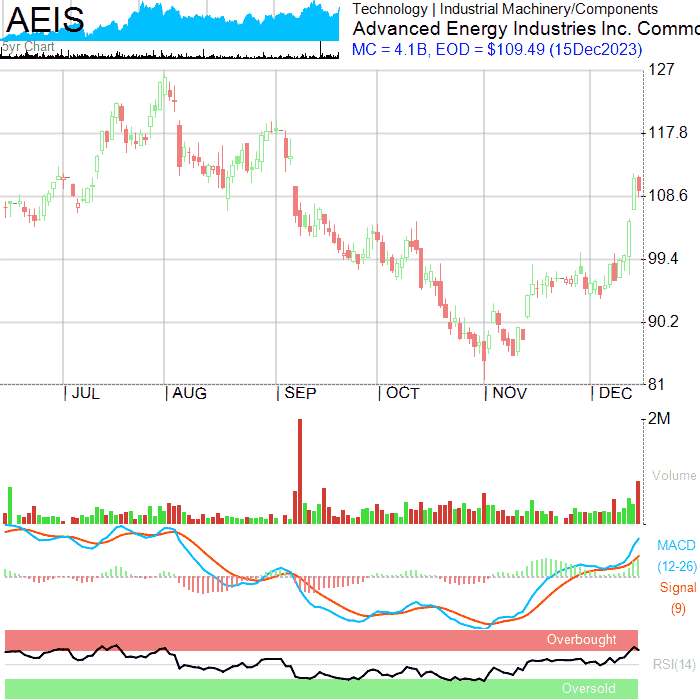 AEIS
5yr Chart
Technology | Industrial Machinery/Components
Advanced Energy Industries Inc. Commo
MC = 4.1B, EOD = $109.49 (15Dec2023)
127
117.8
108.6
99.4
90.2
81
| JUL | AUG | SEP | OCT | NOV | DEC
2M
Volume
MACD
(12-26)
Signal
(9)
Overbought
RSI(14)
Oversold